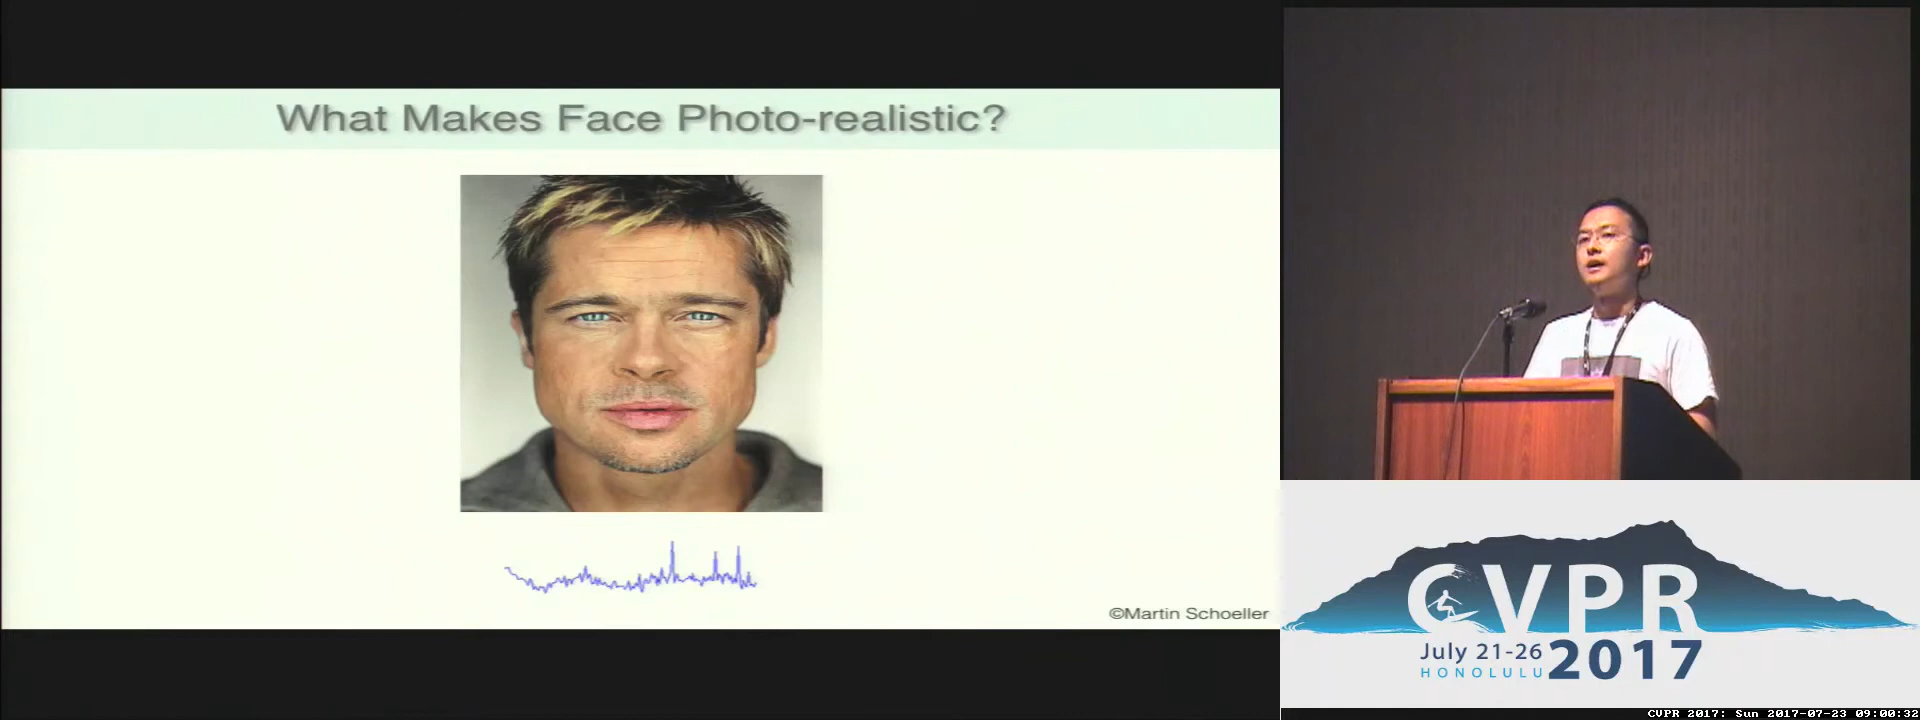 What Makes Face Photo-realistic?
©Martin Schoeller
CVPR
July 21-26
2017
HONOLULU
CVPR 2017: Sun 2017-07-23 09:00:32